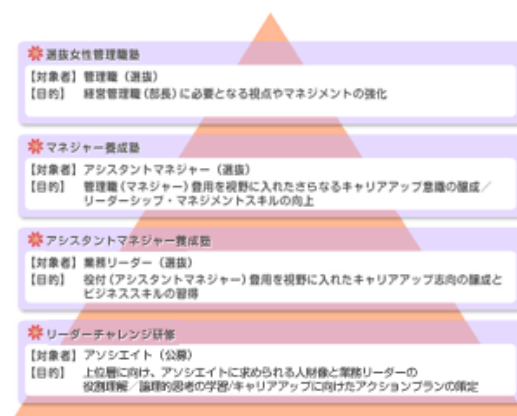 選抜女性管理職塾
【対象者】管理職（選抜）
【目的】 経営管理職（部長）に必要となる視点やマネジメントの強化
マネジャー養成塾
【対象者】アシスタントマネジャー（選抜）
【目的】 管理職（マネジャー）登用を視野に入れたさらなるキャリアアップ意識の醸成／
リーダーシップ・マネジメントスキルの向上
アシスタントマネジャー養成塾
【対象者】業務リーダー（選抜）
【目的】 役付（アシスタントマネジャー）登用を視野に入れたキャリアアップ志向の醸成と
ビジネススキルの習得
リーダーチャレンジ研修
【対象者】アソシエイト（公募）
【目的】 上位層に向け、アソシエイトに求められる人財像と業務リーダーの
役割理解／論理的思考の学習/キャリアアップに向けたアクションプランの策定